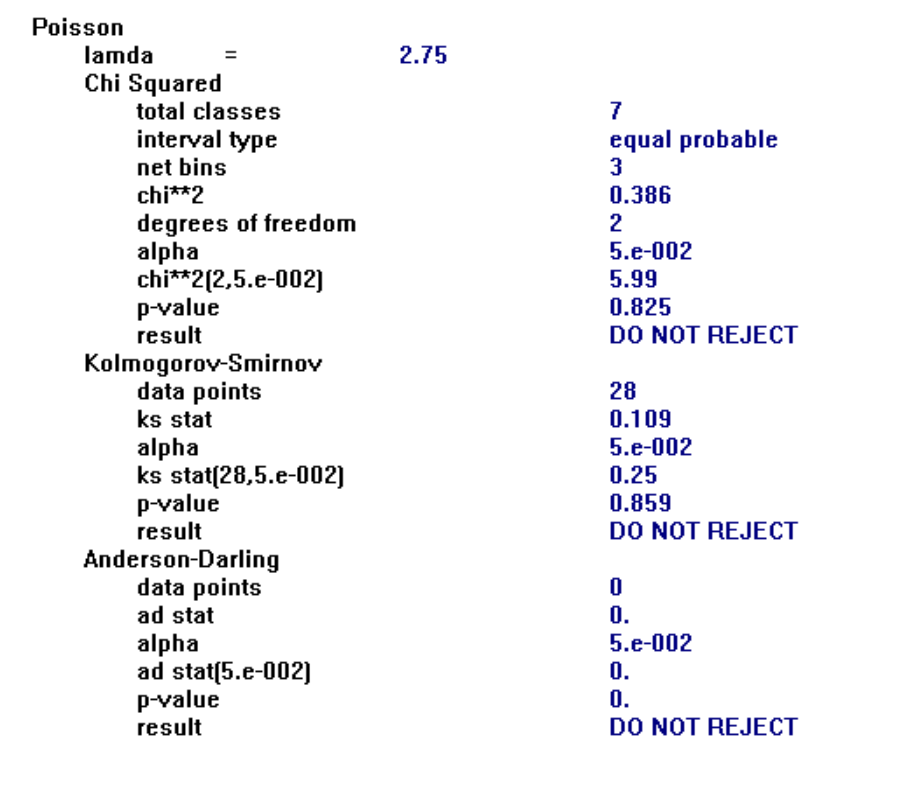 Poisson
lamda = 2.75
Chi Squared
total classes 7
interval type equal probable
net bins 3
chi**2 0.386
degrees of freedom 2
alpha 5.e-002
chi**2(2,5.e-002) 5.99
p-value 0.825
result DO NOT REJECT
Kolmogorov-Smirnov
data points 28
ks stat 0.109
alpha 5.e-002
ks stat(28,5.e-002) 0.25
p-value 0.859
result DO NOT REJECT
Anderson-Darling
data points 0
ad stat 0.
alpha 5.e-002
ad stat(5.e-002) 0.
p-value 0.
result DO NOT REJECT